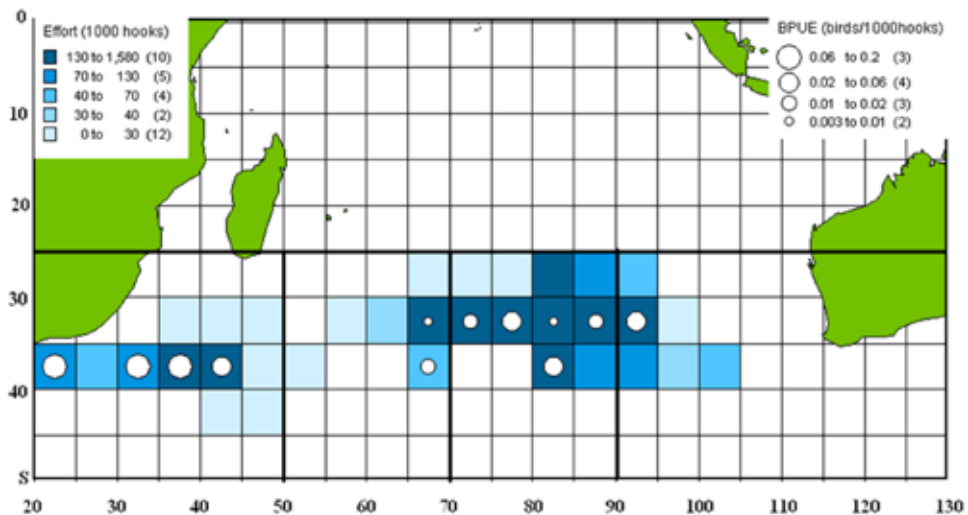 0
Effort (1000 hooks)
130 to 1,580 (10)
70 to 130 (5)
40 to 70 (4)
30 to 40 (2)
0 to 30 (12)
BPUE (birds/1000hooks)
0.06 to 0.2 (3)
0.02 to 0.06 (4)
0.01 to 0.02 (3)
0.003 to 0.01 (2)
10
20
30
40
S
20 30 40 50 60 70 80 90 100 110 120 130